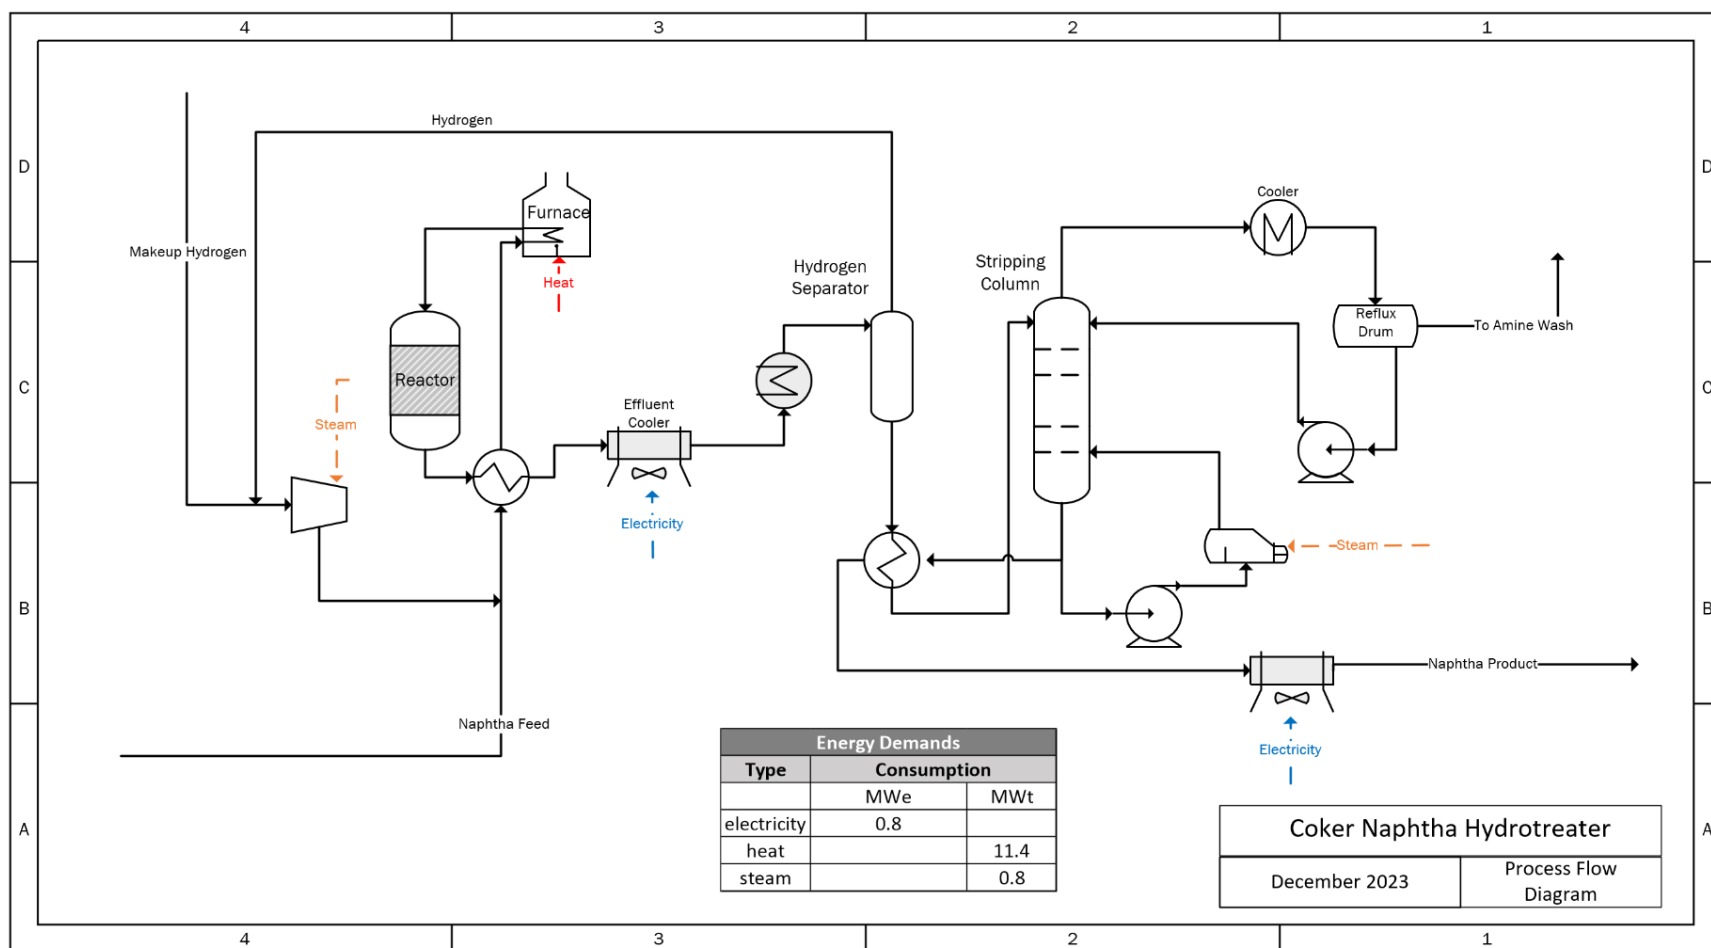 4 3 2 1
Hydrogen
D D
Cooler
Furnace
Makeup Hydrogen
Hydrogen
Separator
Stripping
Column
Heat
Reflux
Drum
To Amine Wash
C C
Reactor
Effluent
Cooler
Steam
Electricity
Steam
B B
Naphtha Product
Naphtha Feed
Electricity
Energy Demands
Type Consumption
MWe MWt
electricity 0.8
heat 11.4
steam 0.8
A A
Coker Naphtha Hydrotreater
December 2023
Process Flow
Diagram
4 3 2 1